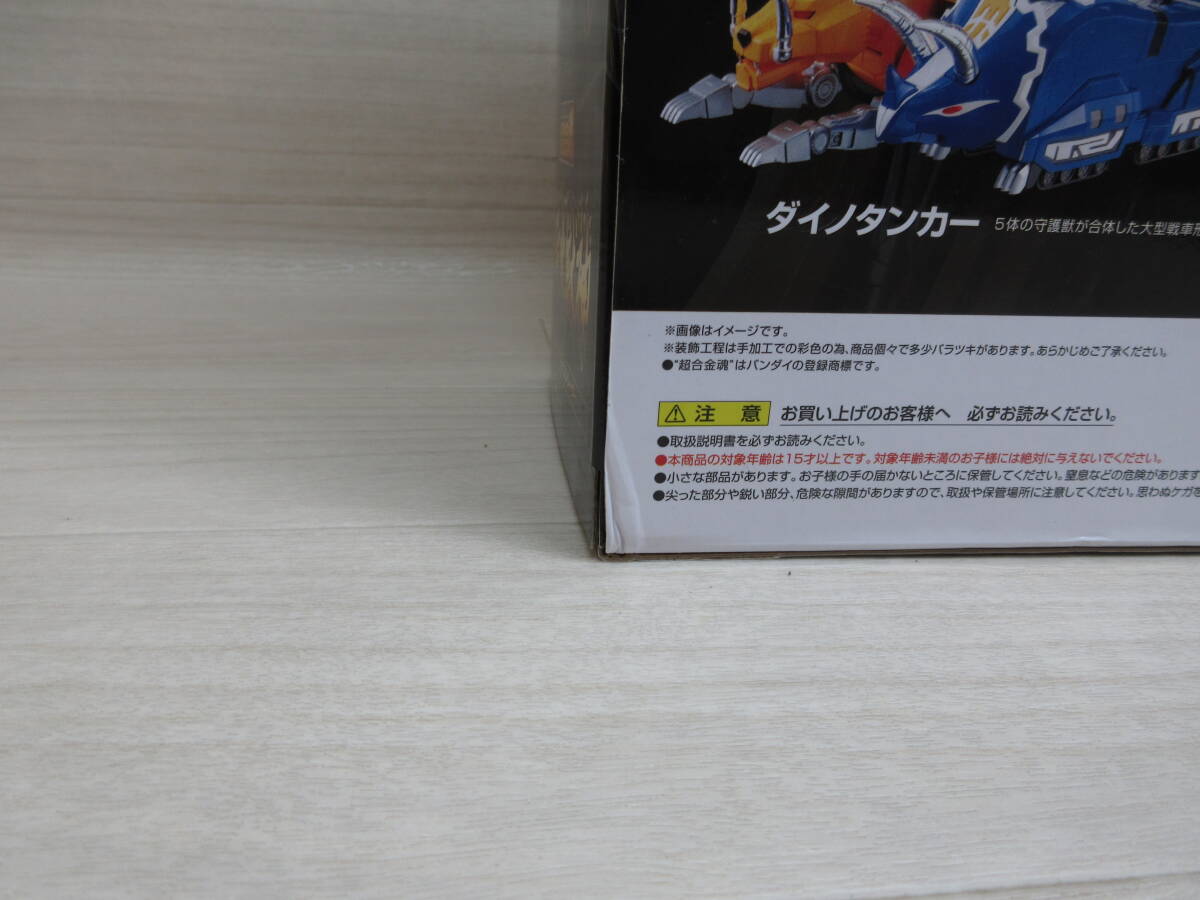 ダイノタンカー 5体の守護獣が合体した大型戦車形
※画像はイメージです。
※装飾工程は手加工での彩色の為、商品個々で多少バラツキがあります。あらかじめご了承ください。
●"超合金魂"はバンダイの登録商標です。
⚠注 意 お買い上げのお客様へ 必ずお読みください。
●取扱説明書を必ずお読みください。
●本商品の対象年齢は15才以上です。対象年齢未満のお子様には絶対に与えないでください。
●小さな部品があります。お子様の手の届かないところに保管してください。窒息などの危険があります
●尖った部分や鋭い部分、危険な隙間がありますので、取扱や保管場所に注意してください。思わぬケガを